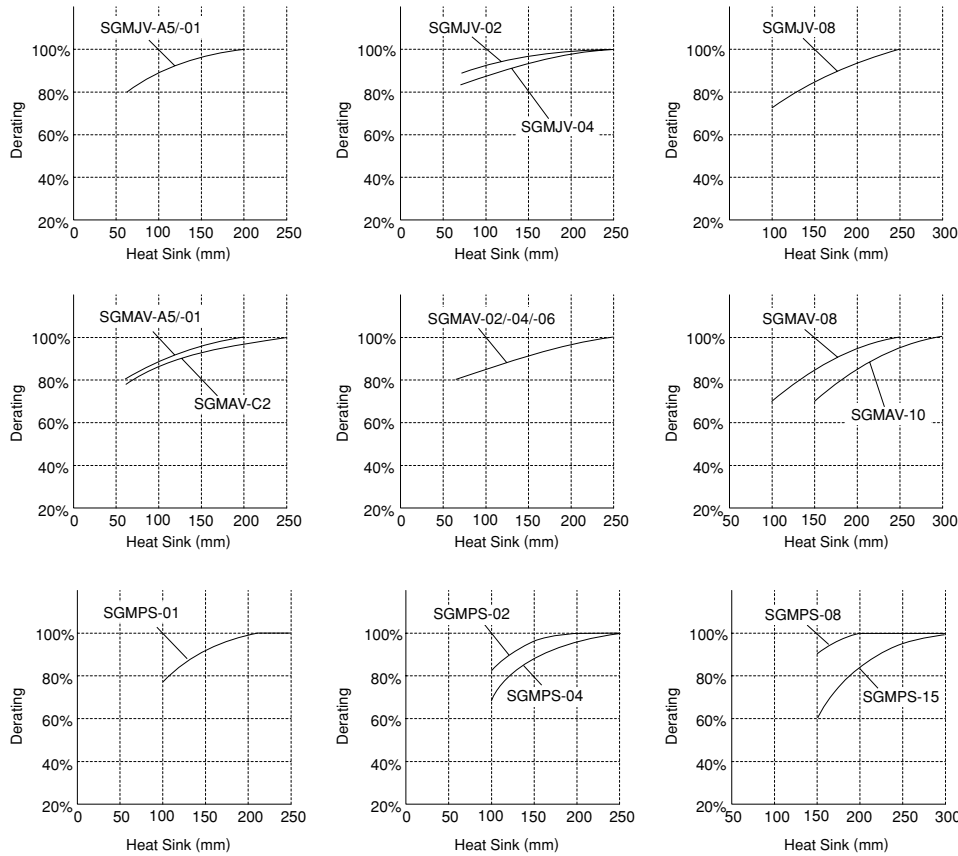 SGMJV-A5/-01
100%
80%
60%
40%
20%
Derating
0 50 100 150 200 250
Heat Sink (mm)
SGMJV-02
SGMJV-04
100%
80%
60%
40%
20%
Derating
0 50 100 150 200 250
Heat Sink (mm)
SGMJV-08
100%
80%
60%
40%
20%
Derating
100 150 200 250 300
Heat Sink (mm)
SGMAV-A5/-01
SGMAV-C2
100%
80%
60%
40%
20%
Derating
0 50 100 150 200 250
Heat Sink (mm)
SGMAV-02/-04/-06
100%
80%
60%
40%
20%
Derating
0 50 100 150 200 250
Heat Sink (mm)
SGMAV-08
SGMAV-10
100%
80%
60%
40%
20%
Derating
50 100 150 200 250 300
Heat Sink (mm)
SGMPS-01
100%
80%
60%
40%
20%
Derating
0 50 100 150 200 250
Heat Sink (mm)
SGMPS-02
SGMPS-04
100%
80%
60%
40%
20%
Derating
0 50 100 150 200 250
Heat Sink (mm)
SGMPS-08
SGMPS-15
100%
80%
60%
40%
20%
Derating
50 100 150 200 250 300
Heat Sink (mm)